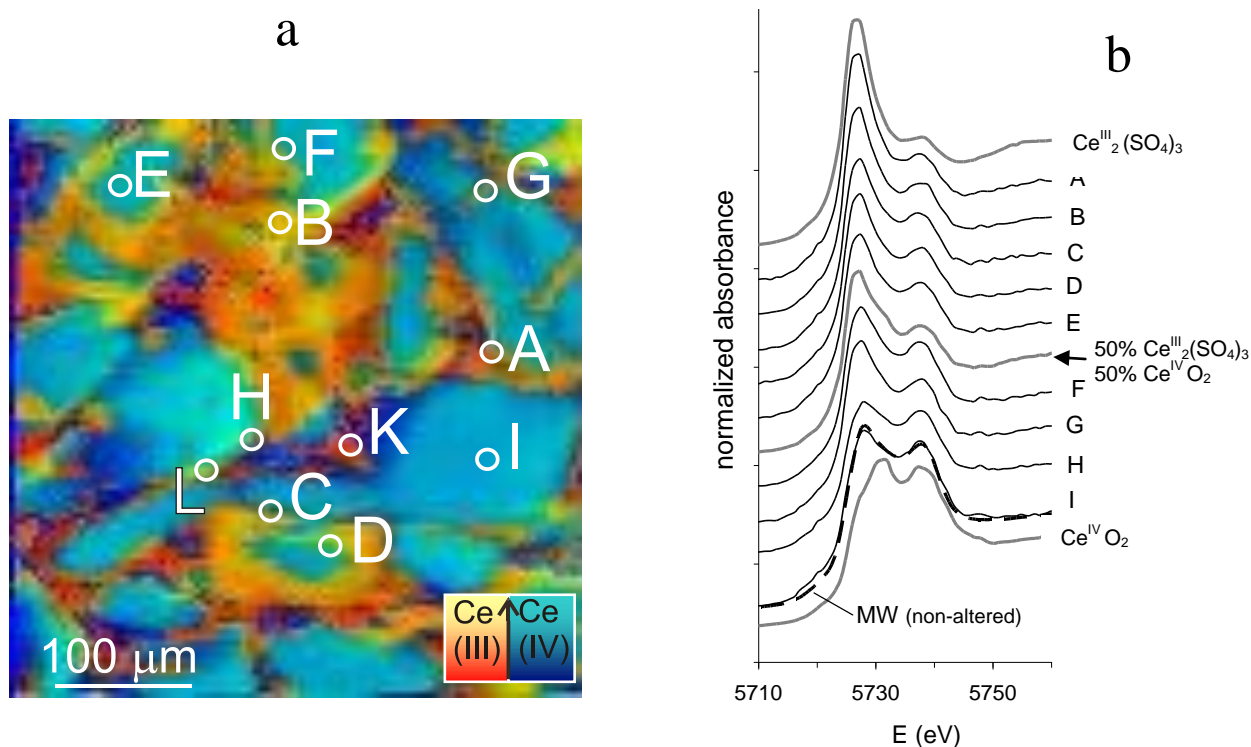 a
E
F
G
B
A
H
K
I
L
C
D
Ce Ce
(III) (IV)
100 µm
b
normalized absorbance
Ce^III_2 (SO_4)_3
A
B
C
D
E
50% Ce^III_2(SO_4)_3
50% Ce^IV O_2
F
G
H
I
Ce^IV O_2
MW (non-altered)
5710 5730 5750
E (eV)